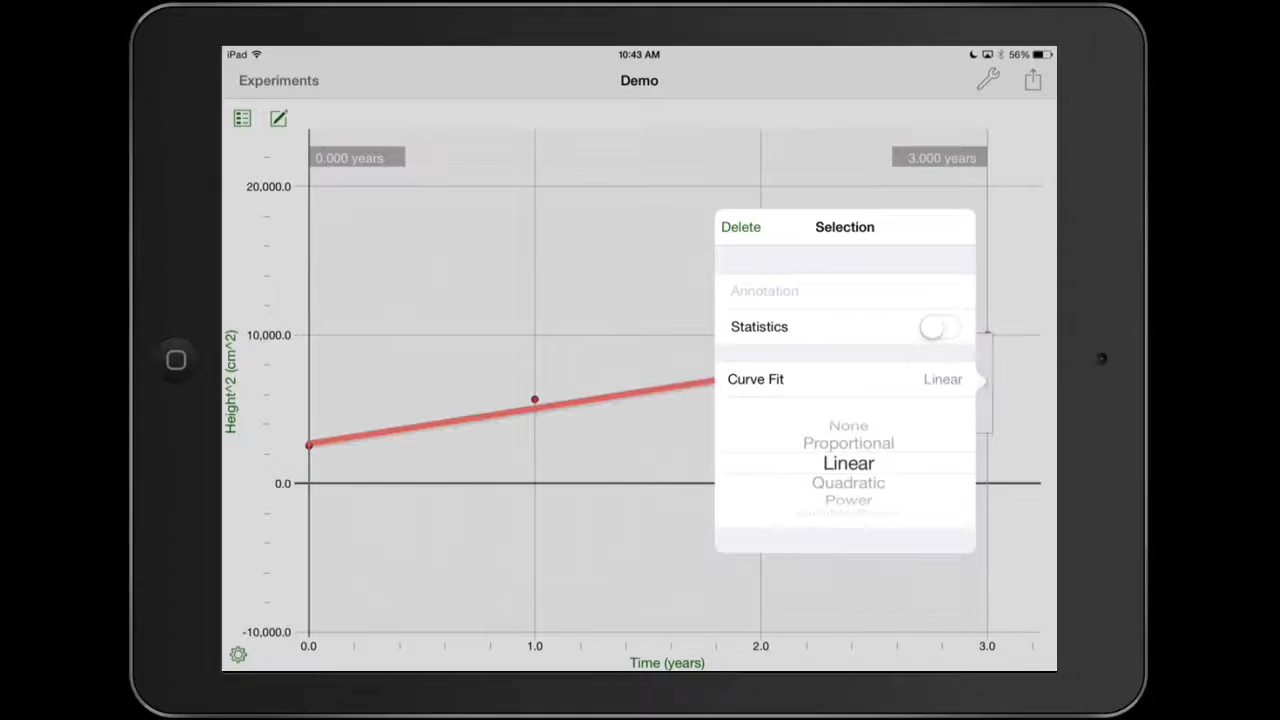 iPad
10:43 AM
56%
Experiments
Demo
0.000 years
3.000 years
20,000.0
10,000.0
0.0
-10,000.0
Height^2 (cm^2)
0.0
1.0
2.0
3.0
Time (years)
Delete
Selection
Annotation
Statistics
Curve Fit
Linear
None
Proportional
Linear
Quadratic
Power